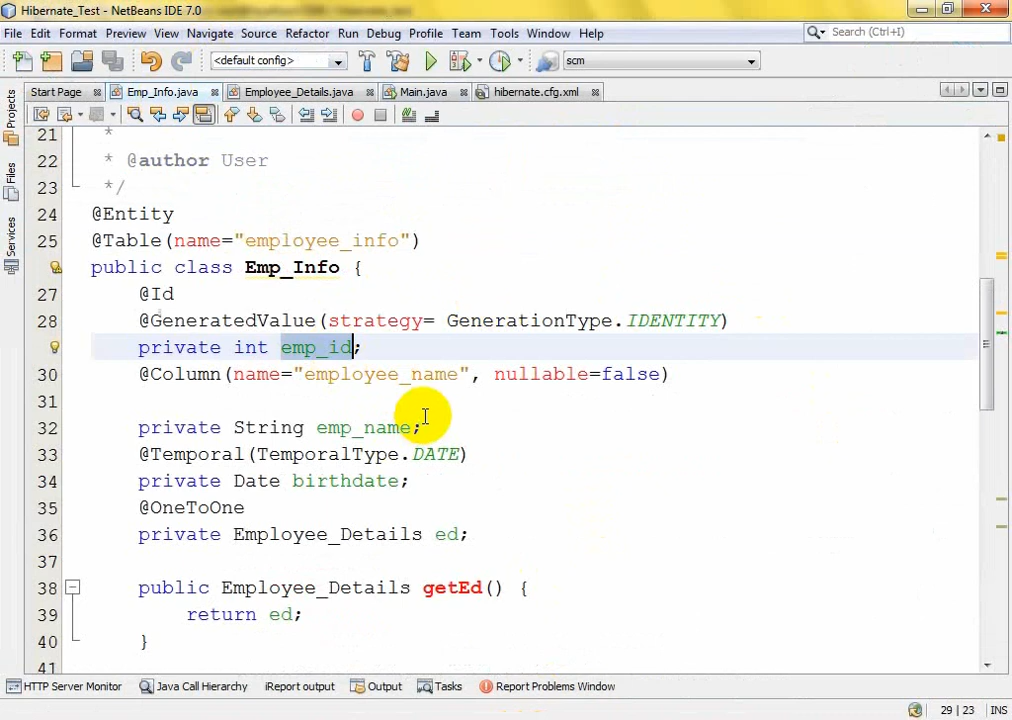 Hibernate_Test - NetBeans IDE 7.0
File Edit Format Preview View Navigate Source Refactor Run Debug Profile Team Tools Window Help
Search (Ctrl+I)
<default config>
scm
Start Page Emp_Info.java Employee_Details.java Main.java hibernate.cfg.xml
Projects
Files
Services
21 *
22 * @author User
23 */
24 @Entity
25 @Table(name="employee_info")
public class Emp_Info {
27 @Id
28 @GeneratedValue(strategy= GenerationType.IDENTITY)
private int emp_id;
30 @Column(name="employee_name", nullable=false)
31
32 private String emp_name;
33 @Temporal(TemporalType.DATE)
34 private Date birthdate;
35 @OneToOne
36 private Employee_Details ed;
37
38 public Employee_Details getEd() {
39 return ed;
40 }
41
HTTP Server Monitor Java Call Hierarchy iReport output Output Tasks Report Problems Window
29 | 23 INS